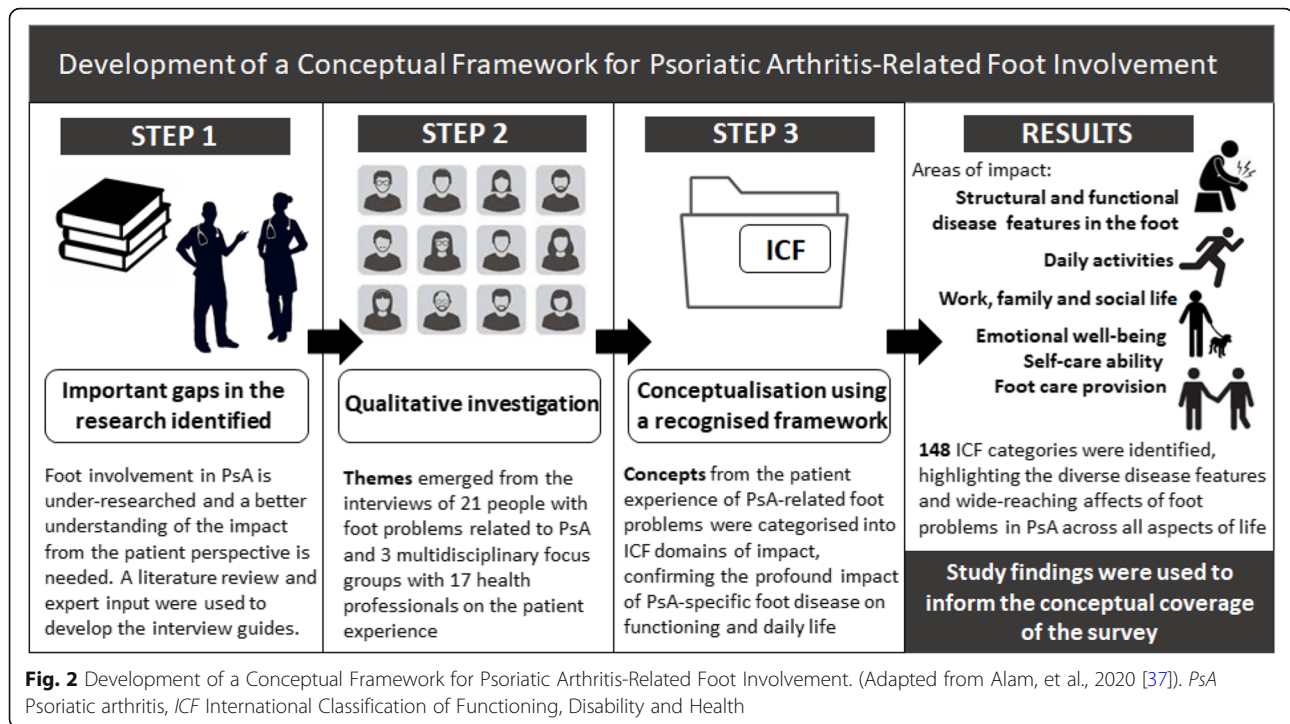 Development of a Conceptual Framework for Psoriatic Arthritis-Related Foot Involvement
STEP 1
Important gaps in the
research identified
Foot involvement in PsA is
under-researched and a better
understanding of the impact
from the patient perspective is
needed. A literature review and
expert input were used to
develop the interview guides.
STEP 2
Qualitative investigation
Themes emerged from the
interviews of 21 people with
foot problems related to PsA
and 3 multidisciplinary focus
groups with 17 health
professionals on the patient
experience
STEP 3
ICF
Conceptualisation using
a recognised framework
Concepts from the patient
experience of PsA-related foot
problems were categorised into
ICF domains of impact,
confirming the profound impact
of PsA-specific foot disease on
functioning and daily life
RESULTS
Areas of impact:
Structural and functional
disease features in the foot
Daily activities
Work, family and social life
Emotional well-being
Self-care ability
Foot care provision
148 ICF categories were identified,
highlighting the diverse disease features
and wide-reaching affects of foot
problems in PsA across all aspects of life
Study findings were used to
inform the conceptual coverage
of the survey
Fig. 2 Development of a Conceptual Framework for Psoriatic Arthritis-Related Foot Involvement. (Adapted from Alam, et al., 2020 [37]). PsA
Psoriatic arthritis, ICF International Classification of Functioning, Disability and Health